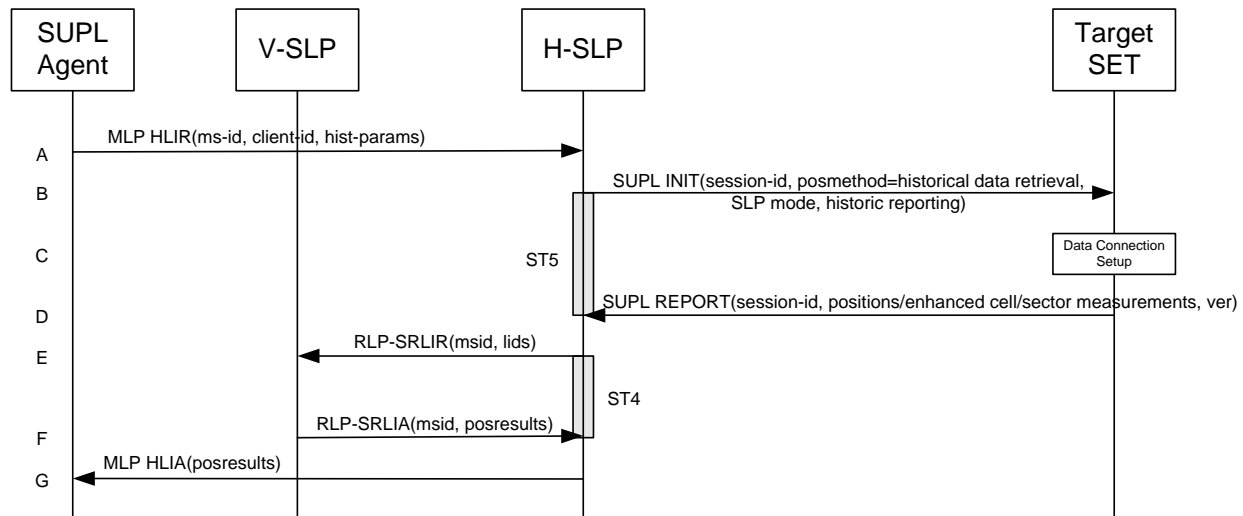 SUPL
Agent
V-SLP
H-SLP
Target
SET
MLP HLIR(ms-id, client-id, hist-params)
A
SUPL INIT(session-id, posmethod=historical data retrieval,
SLP mode, historic reporting)
B
Data Connection
Setup
C
ST5
SUPL REPORT(session-id, positions/enhanced cell/sector measurements, ver)
D
RLP-SRLIR(msid, lids)
E
ST4
RLP-SRLIA(msid, posresults)
F
MLP HLIA(posresults)
G